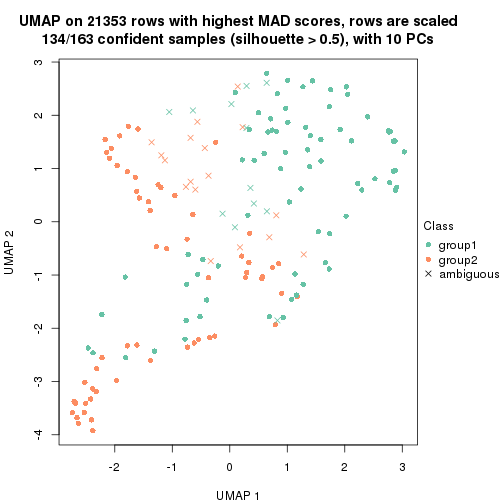 UMAP on 21353 rows with highest MAD scores, rows are scaled
134/163 confident samples (silhouette > 0.5), with 10 PCs
3
2
1
0
-1
-2
-3
-4
UMAP 2
-2
-1
0
1
2
3
UMAP 1
Class
group1
group2
ambiguous